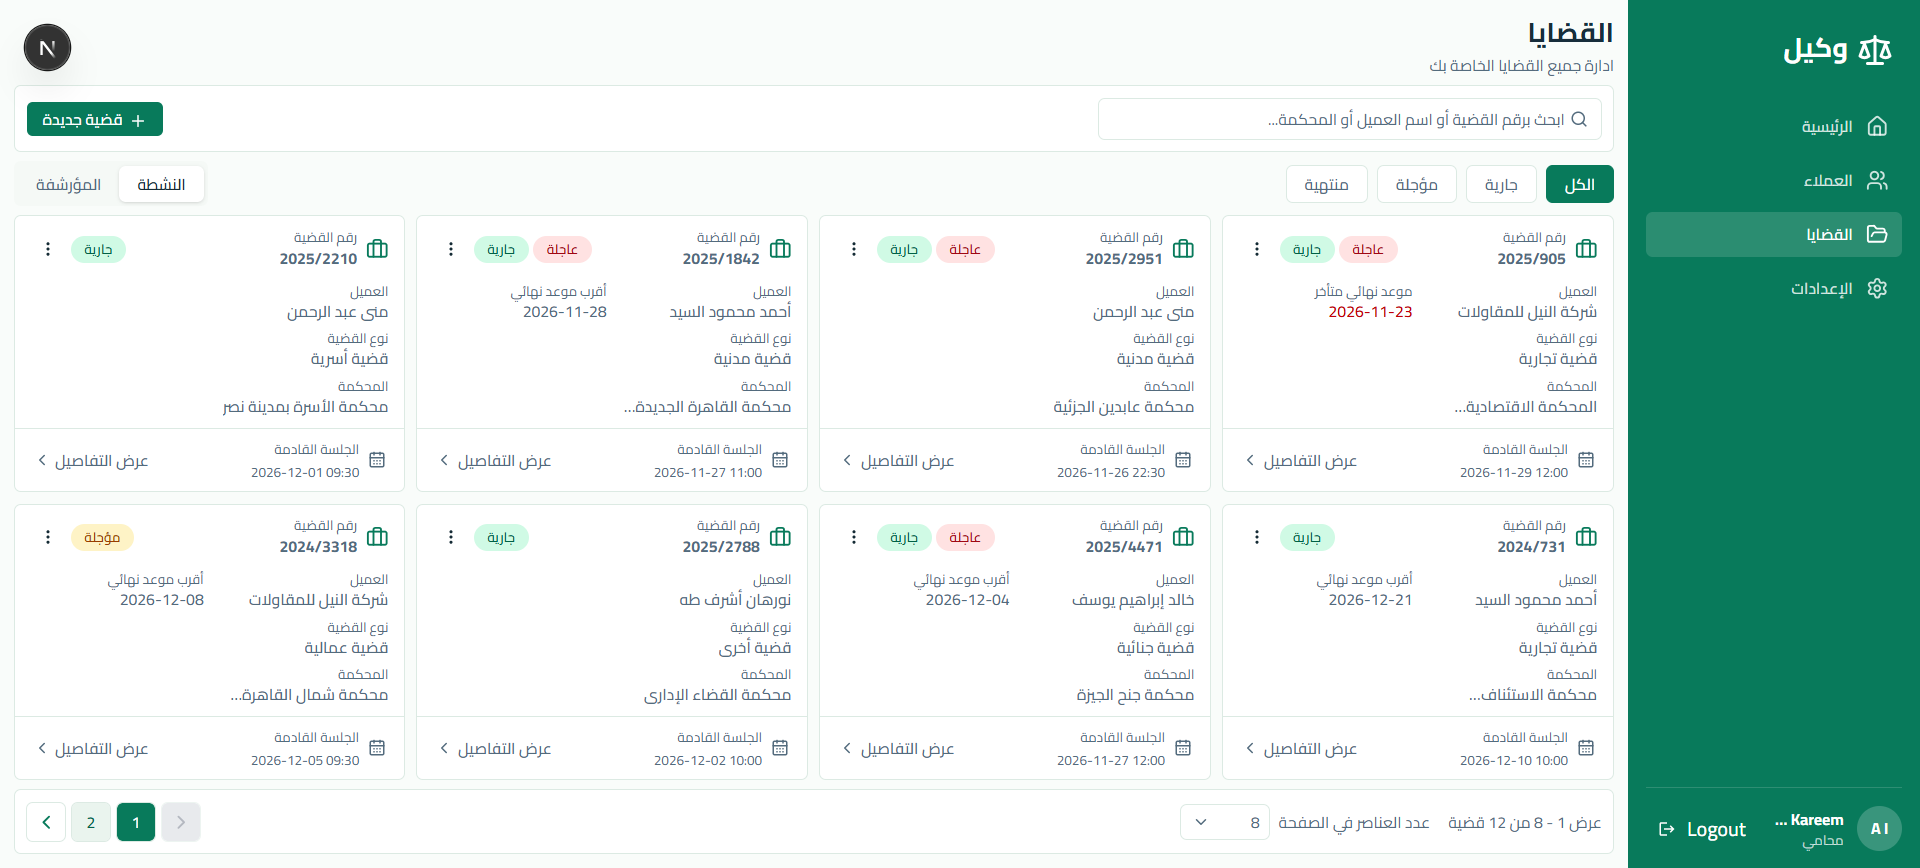 وكيل
الرئيسية
العملاء
القضايا
الإعدادات
AI
Kareem ...
محامي
Logout
القضايا
ادارة جميع القضايا الخاصة بك
N
ابحث برقم القضية أو اسم العميل أو المحكمة...
قضية جديدة
الكل
جارية
مؤجلة
منتهية
النشطة
المؤرشفة
رقم القضية
2025/905
عاجلة
جارية
العميل
شركة النيل للمقاولات
موعد نهائي متأخر
2026-11-23
نوع القضية
قضية تجارية
المحكمة
المحكمة الاقتصادية...
الجلسة القادمة
2026-11-29 12:00
عرض التفاصيل
رقم القضية
2025/2951
عاجلة
جارية
العميل
منى عبد الرحمن
نوع القضية
قضية مدنية
المحكمة
محكمة عابدين الجزئية
الجلسة القادمة
2026-11-26 22:30
عرض التفاصيل
رقم القضية
2025/1842
عاجلة
جارية
العميل
أحمد محمود السيد
أقرب موعد نهائي
2026-11-28
نوع القضية
قضية مدنية
المحكمة
محكمة القاهرة الجديدة...
الجلسة القادمة
2026-11-27 11:00
عرض التفاصيل
رقم القضية
2025/2210
جارية
العميل
منى عبد الرحمن
نوع القضية
قضية أسرية
المحكمة
محكمة الأسرة بمدينة نصر
الجلسة القادمة
2026-12-01 09:30
عرض التفاصيل
رقم القضية
2024/731
جارية
العميل
أحمد محمود السيد
أقرب موعد نهائي
2026-12-21
نوع القضية
قضية تجارية
المحكمة
محكمة الاستئناف...
الجلسة القادمة
2026-12-10 10:00
عرض التفاصيل
رقم القضية
2025/4471
عاجلة
جارية
العميل
خالد إبراهيم يوسف
أقرب موعد نهائي
2026-12-04
نوع القضية
قضية جنائية
المحكمة
محكمة جنح الجيزة
الجلسة القادمة
2026-11-27 12:00
عرض التفاصيل
رقم القضية
2025/2788
جارية
العميل
نورهان أشرف طه
نوع القضية
قضية أخرى
المحكمة
محكمة القضاء الإدارى
الجلسة القادمة
2026-12-02 10:00
عرض التفاصيل
رقم القضية
2024/3318
مؤجلة
العميل
شركة النيل للمقاولات
أقرب موعد نهائي
2026-12-08
نوع القضية
قضية عمالية
المحكمة
محكمة شمال القاهرة...
الجلسة القادمة
2026-12-05 09:30
عرض التفاصيل
عرض 1 - 8 من 12 قضية
عدد العناصر في الصفحة
8
1
2